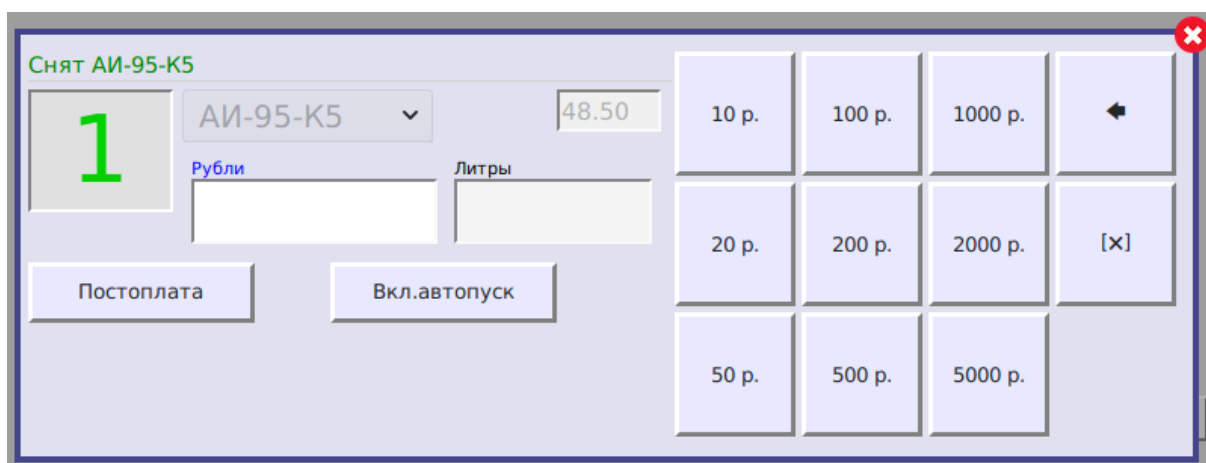 Снят АИ-95-К5
1
АИ-95-К5
48.50
Рубли
Литры
Постоплата
Вкл.автопуск
10 р.
100 р.
1000 р.
20 р.
200 р.
2000 р.
[×]
50 р.
500 р.
5000 р.